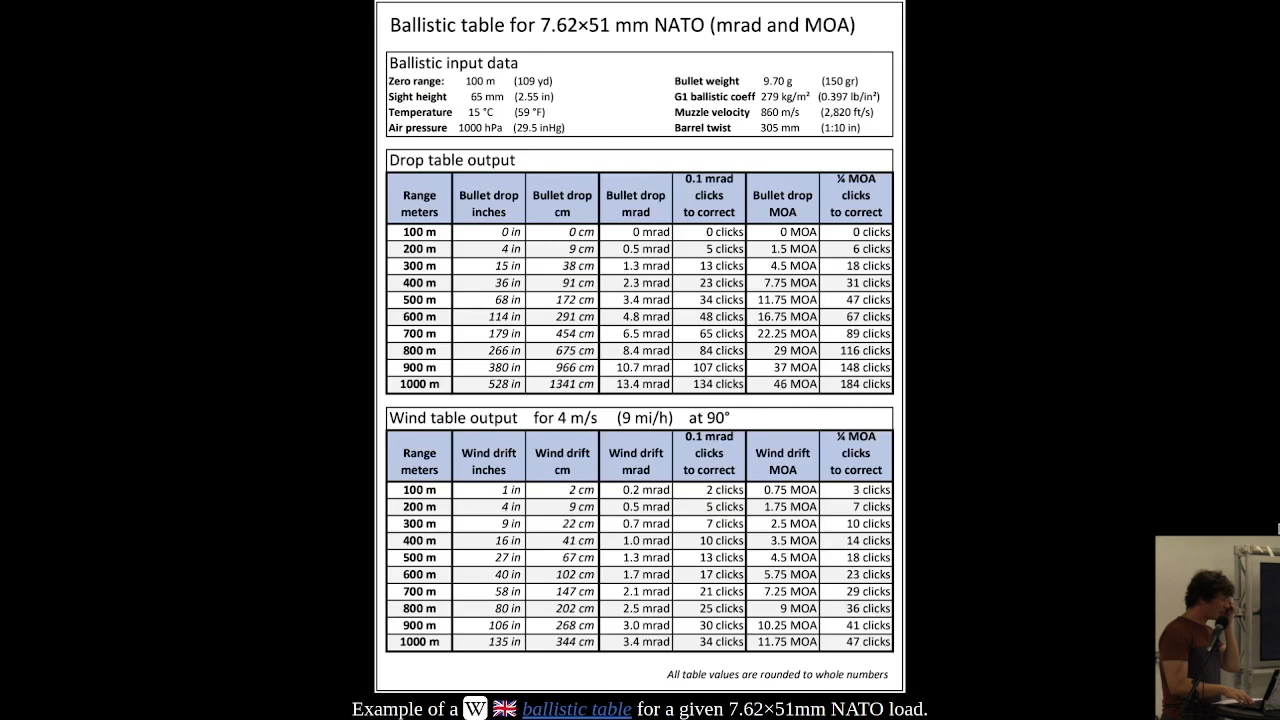 Ballistic table for 7.62×51 mm NATO (mrad and MOA)
Ballistic input data
Zero range: 100 m (109 yd) Bullet weight 9.70 g (150 gr)
Sight height 65 mm (2.55 in) G1 ballistic coeff 279 kg/m² (0.397 lb/in²)
Temperature 15 °C (59 °F) Muzzle velocity 860 m/s (2,820 ft/s)
Air pressure 1000 hPa (29.5 inHg) Barrel twist 305 mm (1:10 in)
Drop table output
Range meters Bullet drop inches Bullet drop cm Bullet drop mrad 0.1 mrad clicks to correct Bullet drop MOA ¼ MOA clicks to correct
100 m 0 in 0 cm 0 mrad 0 clicks 0 MOA 0 clicks
200 m 4 in 9 cm 0.5 mrad 5 clicks 1.5 MOA 6 clicks
300 m 15 in 38 cm 1.3 mrad 13 clicks 4.5 MOA 18 clicks
400 m 36 in 91 cm 2.3 mrad 23 clicks 7.75 MOA 31 clicks
500 m 68 in 172 cm 3.4 mrad 34 clicks 11.75 MOA 47 clicks
600 m 114 in 291 cm 4.8 mrad 48 clicks 16.75 MOA 67 clicks
700 m 179 in 454 cm 6.5 mrad 65 clicks 22.25 MOA 89 clicks
800 m 266 in 675 cm 8.4 mrad 84 clicks 29 MOA 116 clicks
900 m 380 in 966 cm 10.7 mrad 107 clicks 37 MOA 148 clicks
1000 m 528 in 1341 cm 13.4 mrad 134 clicks 46 MOA 184 clicks
Wind table output for 4 m/s (9 mi/h) at 90°
Range meters Wind drift inches Wind drift cm Wind drift mrad 0.1 mrad clicks to correct Wind drift MOA ¼ MOA clicks to correct
100 m 1 in 2 cm 0.2 mrad 2 clicks 0.75 MOA 3 clicks
200 m 4 in 9 cm 0.5 mrad 5 clicks 1.75 MOA 7 clicks
300 m 9 in 22 cm 0.7 mrad 7 clicks 2.5 MOA 10 clicks
400 m 16 in 41 cm 1.0 mrad 10 clicks 3.5 MOA 14 clicks
500 m 27 in 67 cm 1.3 mrad 13 clicks 4.5 MOA 18 clicks
600 m 40 in 102 cm 1.7 mrad 17 clicks 5.75 MOA 23 clicks
700 m 58 in 147 cm 2.1 mrad 21 clicks 7.25 MOA 29 clicks
800 m 80 in 202 cm 2.5 mrad 25 clicks 9 MOA 36 clicks
900 m 106 in 268 cm 3.0 mrad 30 clicks 10.25 MOA 41 clicks
1000 m 135 in 344 cm 3.4 mrad 34 clicks 11.75 MOA 47 clicks
All table values are rounded to whole numbers
Example of a W ballistic table for a given 7.62×51mm NATO load.